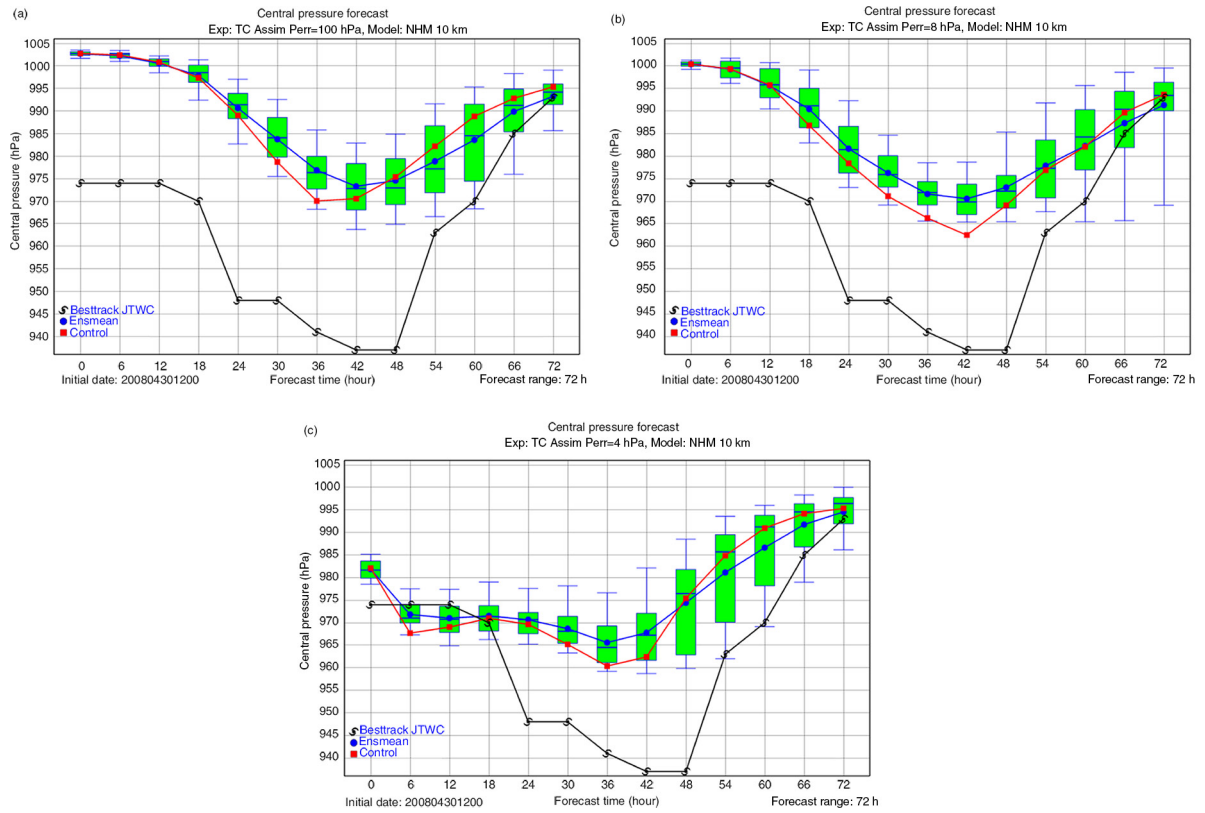 (a)
Central pressure forecast
Exp: TC Assim Perr=100 hPa, Model: NHM 10 km
Central pressure (hPa)
1005
1000
995
990
985
980
975
970
965
960
955
950
945
940
Besttrack JTWC
Ensmean
Control
0 6 12 18 24 30 36 42 48 54 60 66 72
Initial date: 200804301200 Forecast time (hour) Forecast range: 72 h
(b)
Central pressure forecast
Exp: TC Assim Perr=8 hPa, Model: NHM 10 km
Central pressure (hPa)
1005
1000
995
990
985
980
975
970
965
960
955
950
945
940
Besttrack JTWC
Ensmean
Control
0 6 12 18 24 30 36 42 48 54 60 66 72
Initial date: 200804301200 Forecast time (hour) Forecast range: 72 h
(c)
Central pressure forecast
Exp: TC Assim Perr=4 hPa, Model: NHM 10 km
Central pressure (hPa)
1005
1000
995
990
985
980
975
970
965
960
955
950
945
940
Besttrack JTWC
Ensmean
Control
0 6 12 18 24 30 36 42 48 54 60 66 72
Initial date: 200804301200 Forecast time (hour) Forecast range: 72 h